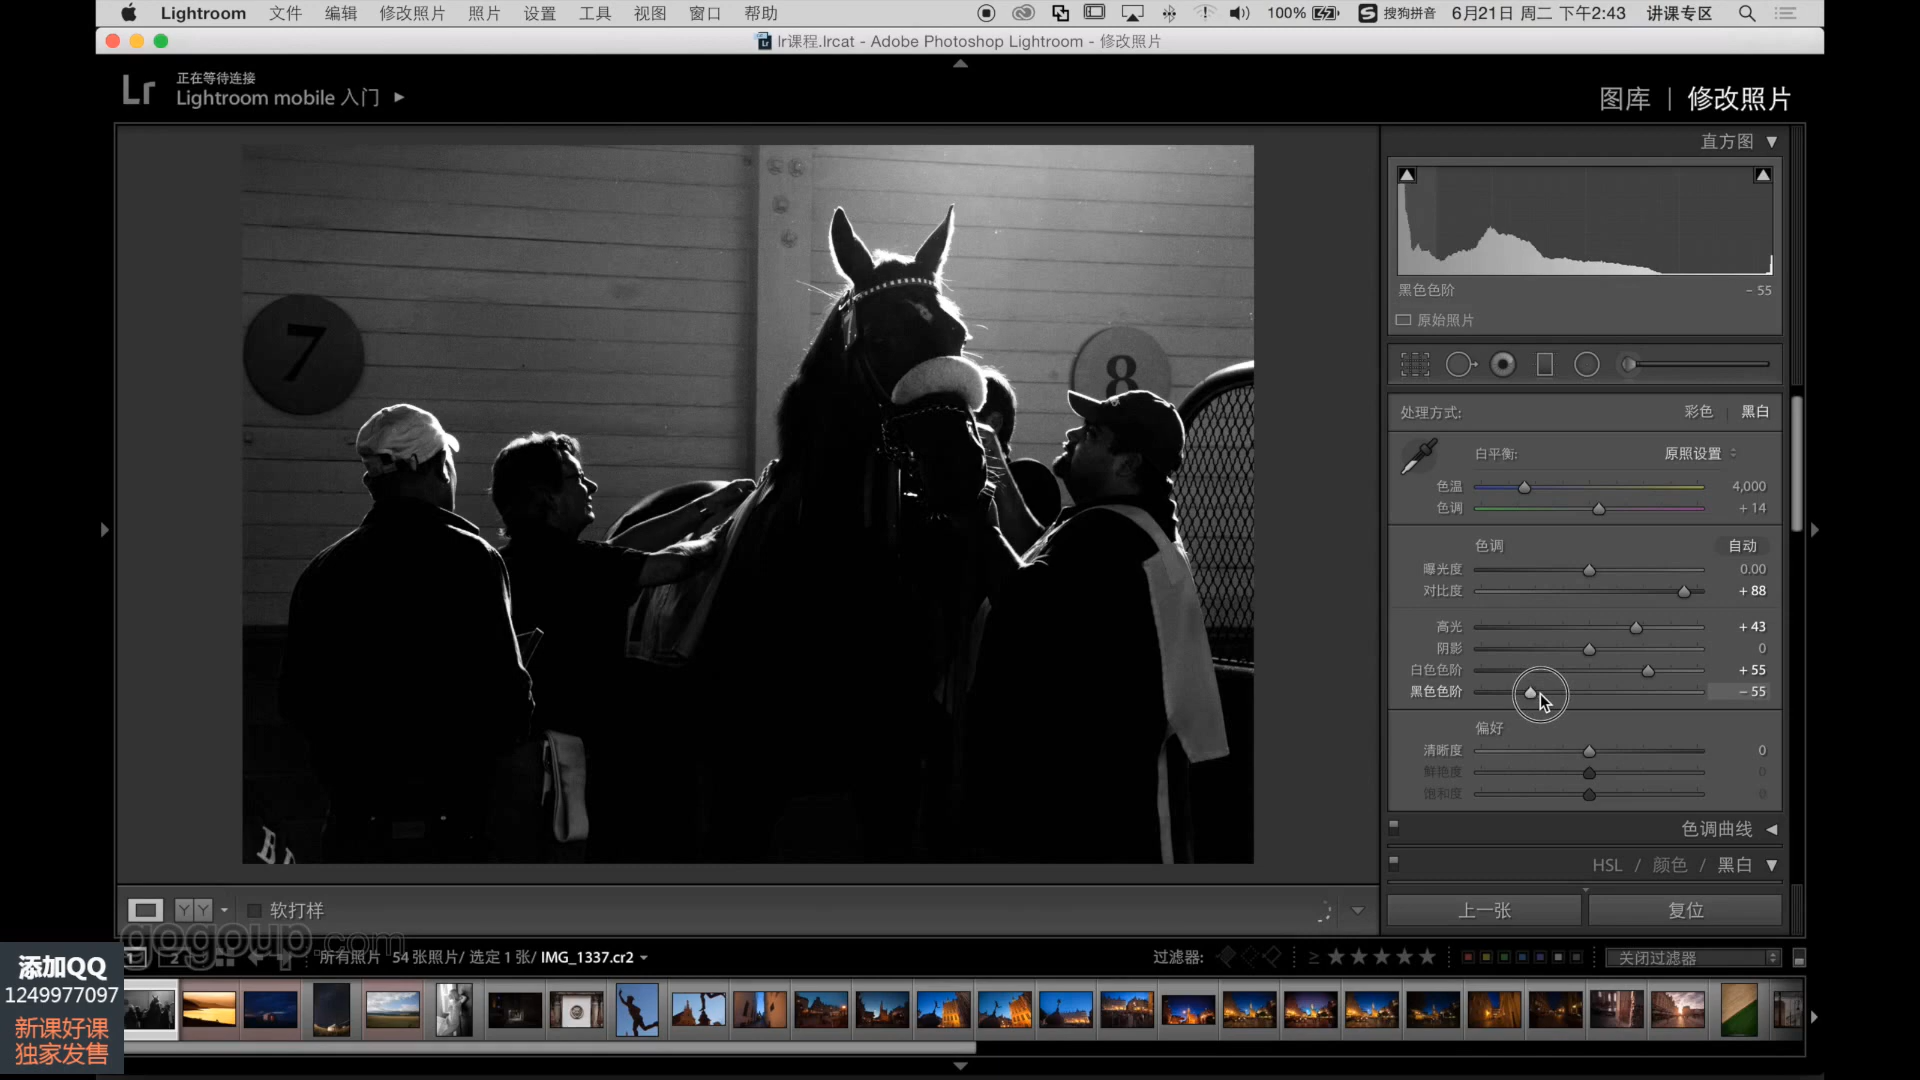 Lightroom 文件 编辑 修改照片 照片 设置 工具 视图 窗口 帮助 100% 搜狗拼音 6月21日 周二 下午2:43 讲课专区
lr课程.lrcat - Adobe Photoshop Lightroom - 修改照片
Lr
正在等待连接
Lightroom mobile 入门
图库 | 修改照片
直方图
黑色色阶 - 55
原始照片
处理方式: 彩色 黑白
白平衡: 原照设置
色温 4,000
色调 + 14
色调 自动
曝光度 0.00
对比度 + 88
高光 + 43
阴影 0
白色色阶 + 55
黑色色阶 - 55
偏好
清晰度 0
鲜艳度 0
饱和度 0
色调曲线
HSL / 颜色 / 黑白
上一张 复位
7
8
YY 软打样
gogoup.com
1 2 所有照片 54 张照片/ 选定 1 张/ IMG_1337.cr2
过滤器: ≥ ★★★★★ 关闭过滤器
添加QQ
1249977097
新课好课
独家发售